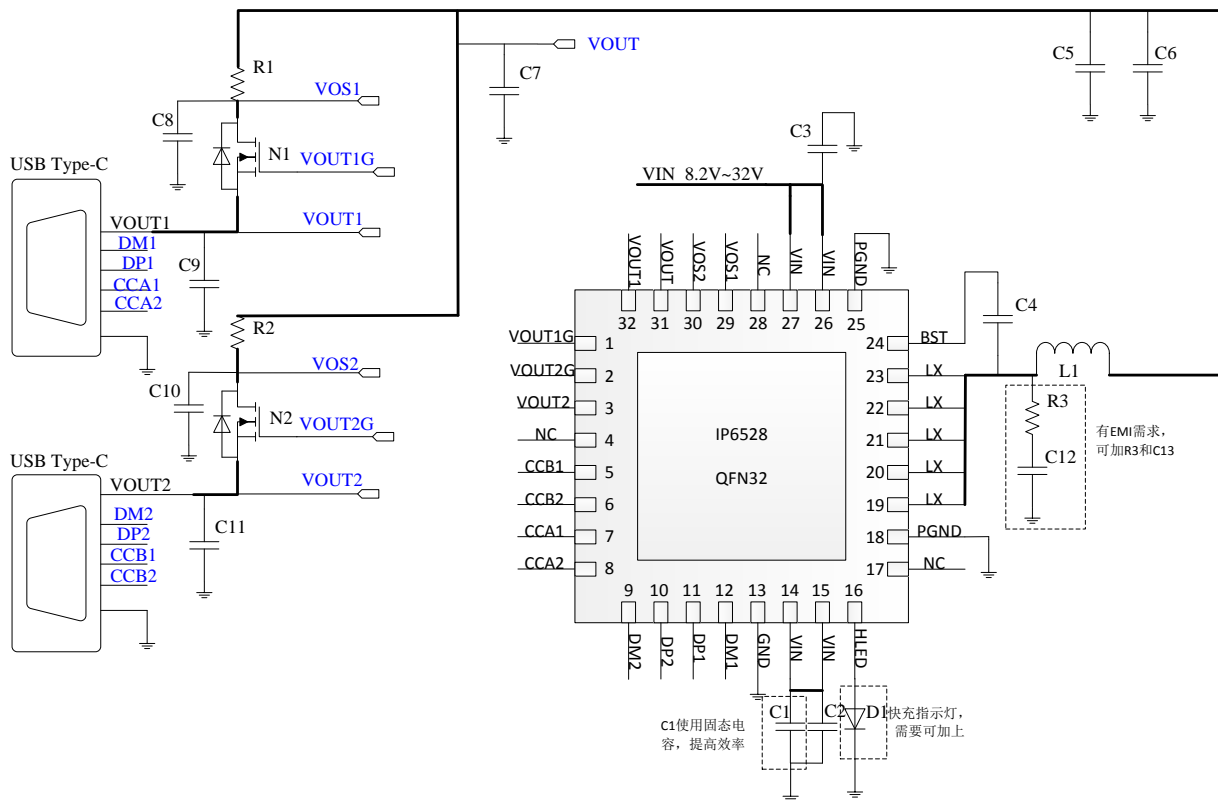 C5
C6
VOUT
R1
C7
VOS1
C8
C3
N1
VOUT1G
USB Type-C
VIN 8.2V~32V
VOUT1
VOUT1
DM1
DP1
C9
CCA1
CCA2
VOUT1
VOUT
VOS2
VOS1
NC
VIN
VIN
PGND
32
31
30
29
28
27
26
25
C4
R2
VOUT1G
1
24
BST
VOS2
VOUT2G
2
23
LX
L1
C10
R3
VOUT2
3
22
LX
N2
VOUT2G
NC
4
IP6528
21
LX
有EMI需求，
可加R3和C13
USB Type-C
CCB1
5
QFN32
20
LX
C12
VOUT2
VOUT2
CCB2
6
19
LX
DM2
C11
DP2
CCA1
7
18
PGND
CCB1
CCB2
CCA2
8
17
NC
9
10
11
12
13
14
15
16
DM2
DP2
DP1
DM1
GND
VIN
VIN
HLED
C1使用固态电
容，提高效率
C1
C2
D1
快充指示灯，
需要可加上